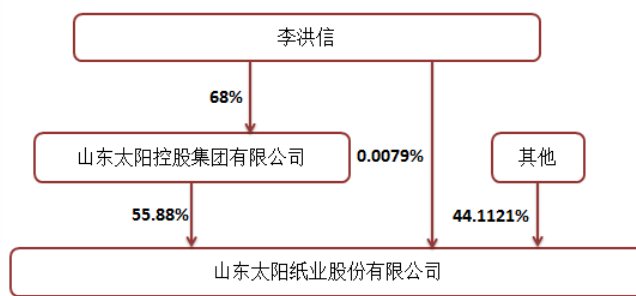 李洪信
68%
山东太阳控股集团有限公司
0.0079%
其他
55.88%
44.1121%
山东太阳纸业股份有限公司